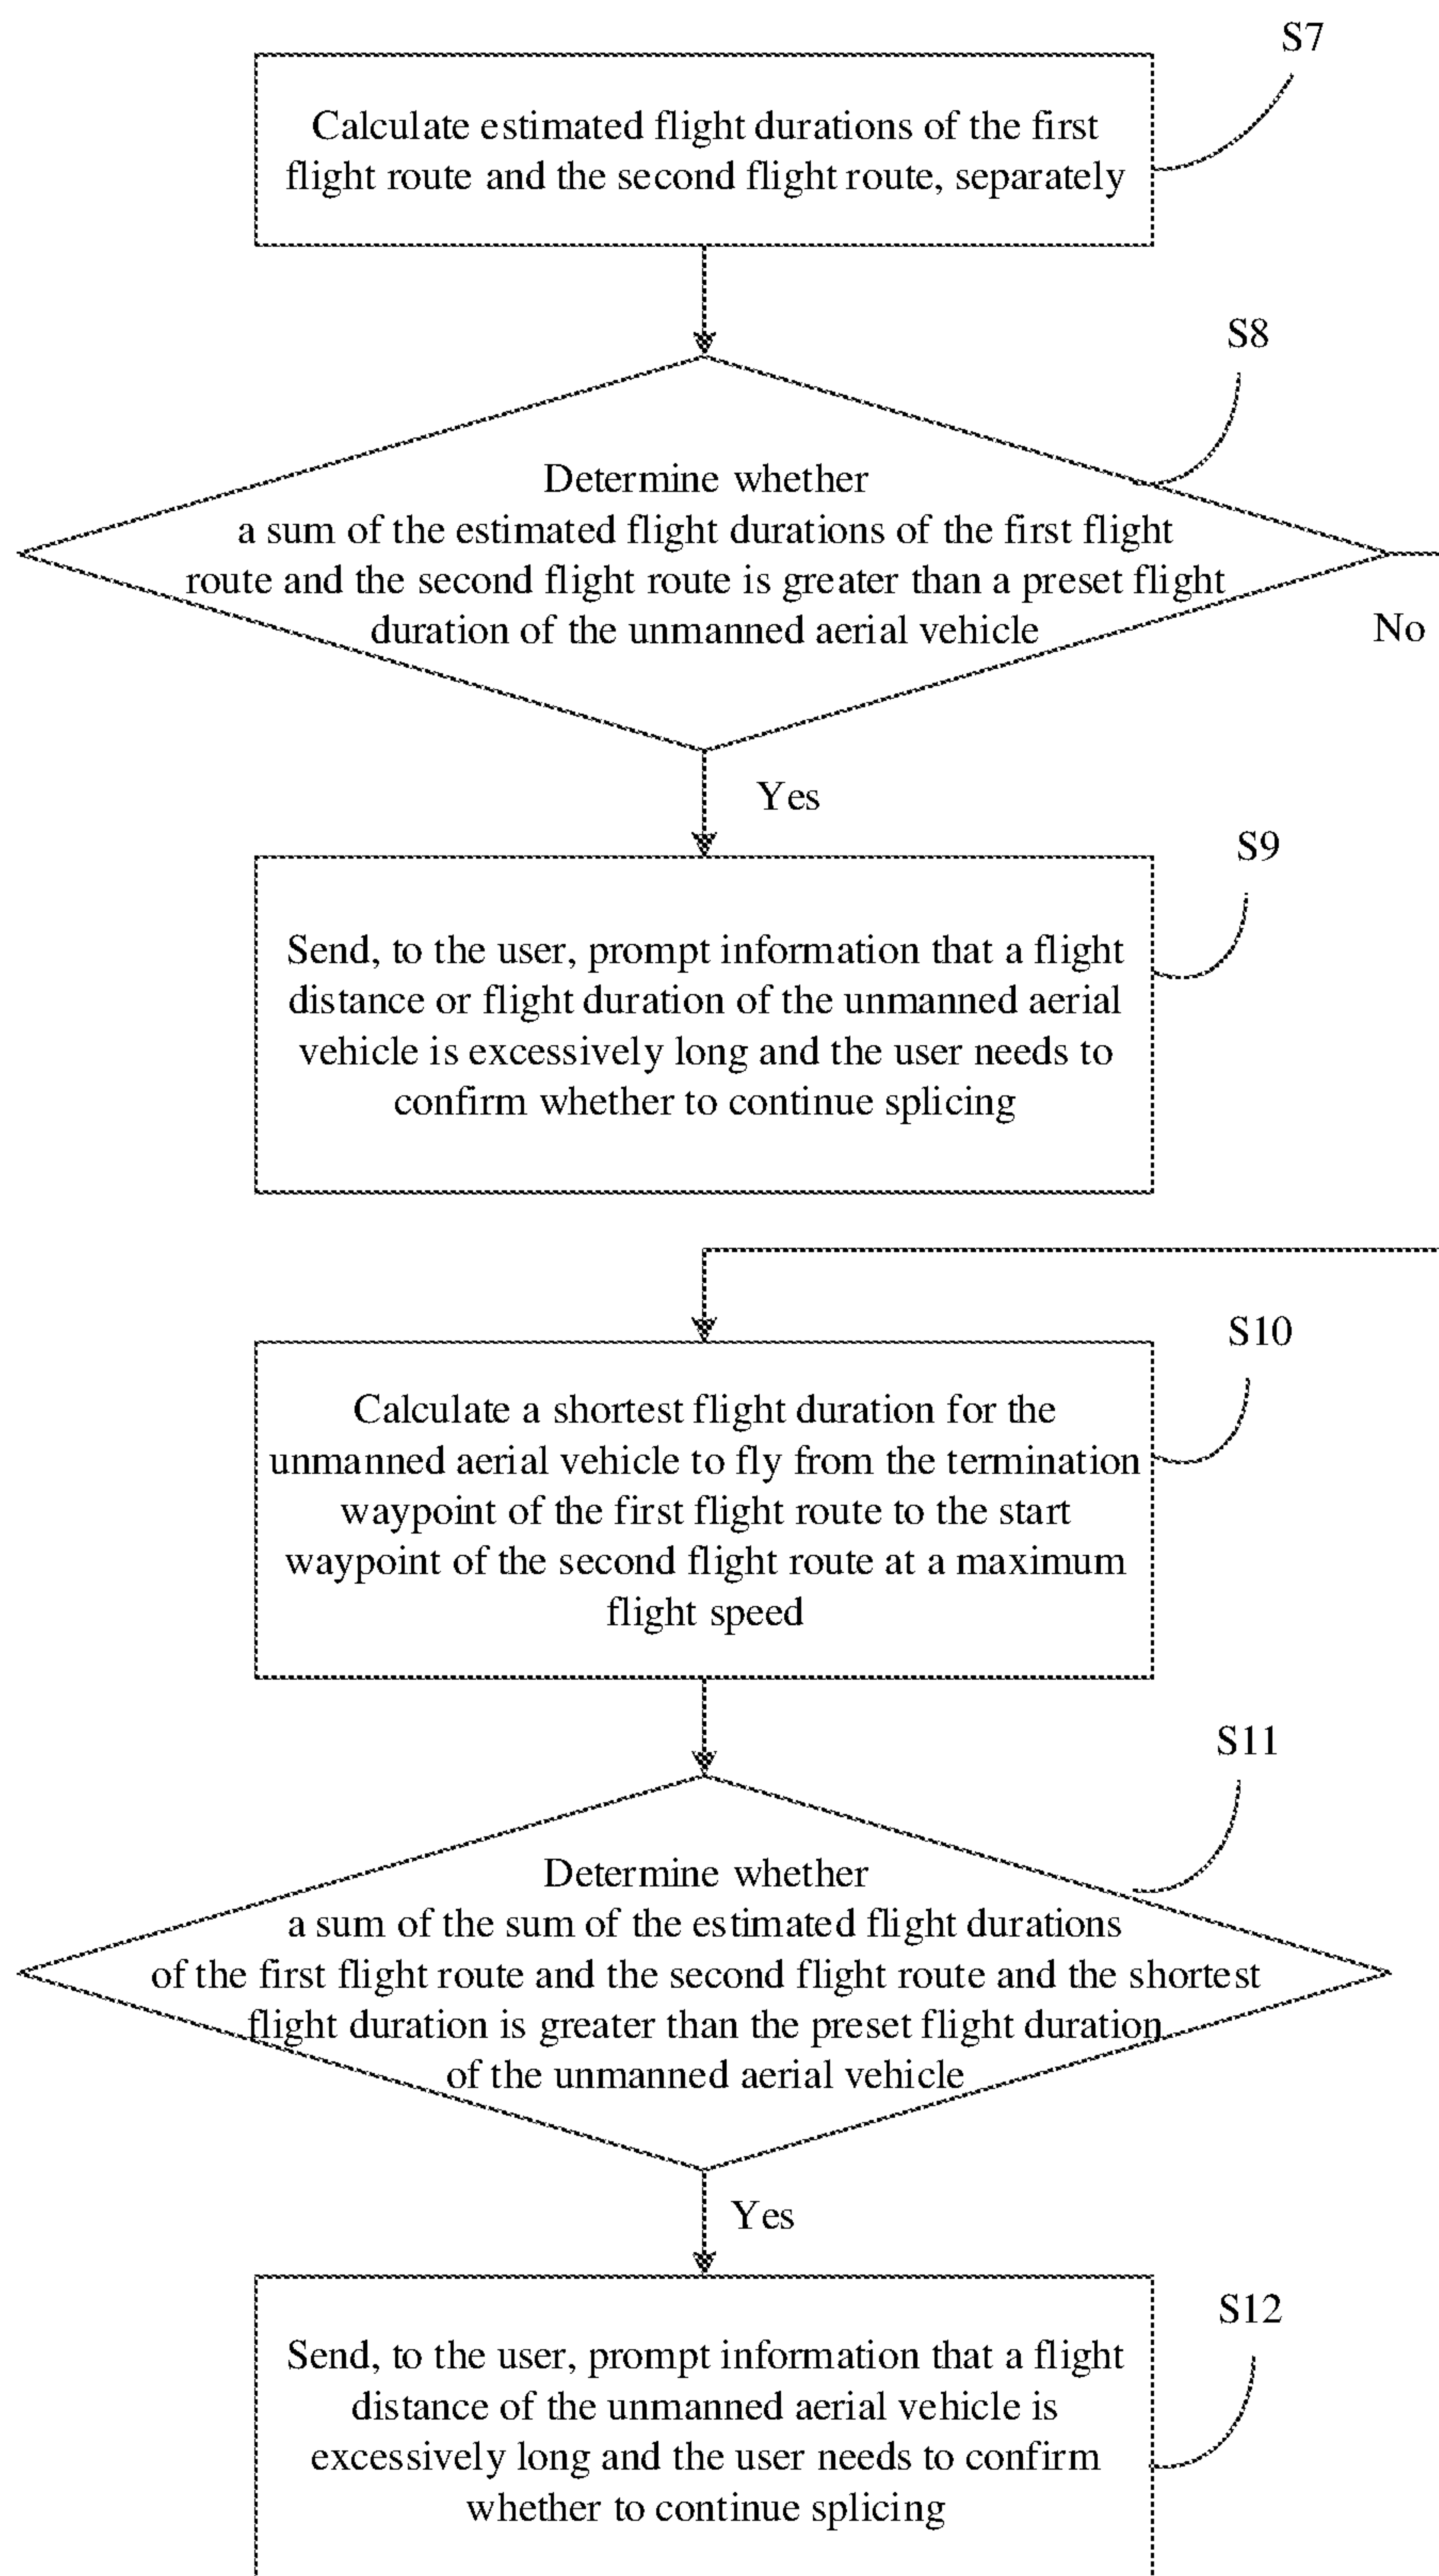 S7
Calculate estimated flight durations of the first
flight route and the second flight route, separately
S8
Determine whether
a sum of the estimated flight durations of the first flight
route and the second flight route is greater than a preset flight
duration of the unmanned aerial vehicle
No
Yes
S9
Send, to the user, prompt information that a flight
distance or flight duration of the unmanned aerial
vehicle is excessively long and the user needs to
confirm whether to continue splicing
S10
Calculate a shortest flight duration for the
unmanned aerial vehicle to fly from the termination
waypoint of the first flight route to the start
waypoint of the second flight route at a maximum
flight speed
S11
Determine whether
a sum of the sum of the estimated flight durations
of the first flight route and the second flight route and the shortest
flight duration is greater than the preset flight duration
of the unmanned aerial vehicle
Yes
S12
Send, to the user, prompt information that a flight
distance of the unmanned aerial vehicle is
excessively long and the user needs to confirm
whether to continue splicing